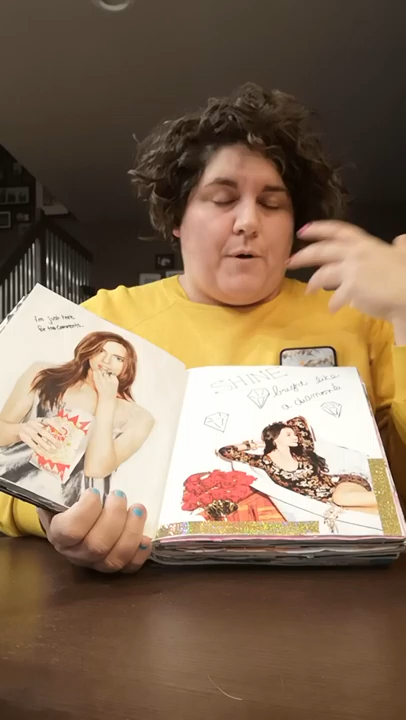 I'm just here
for the comments...
SHINE
bright like
a diamond